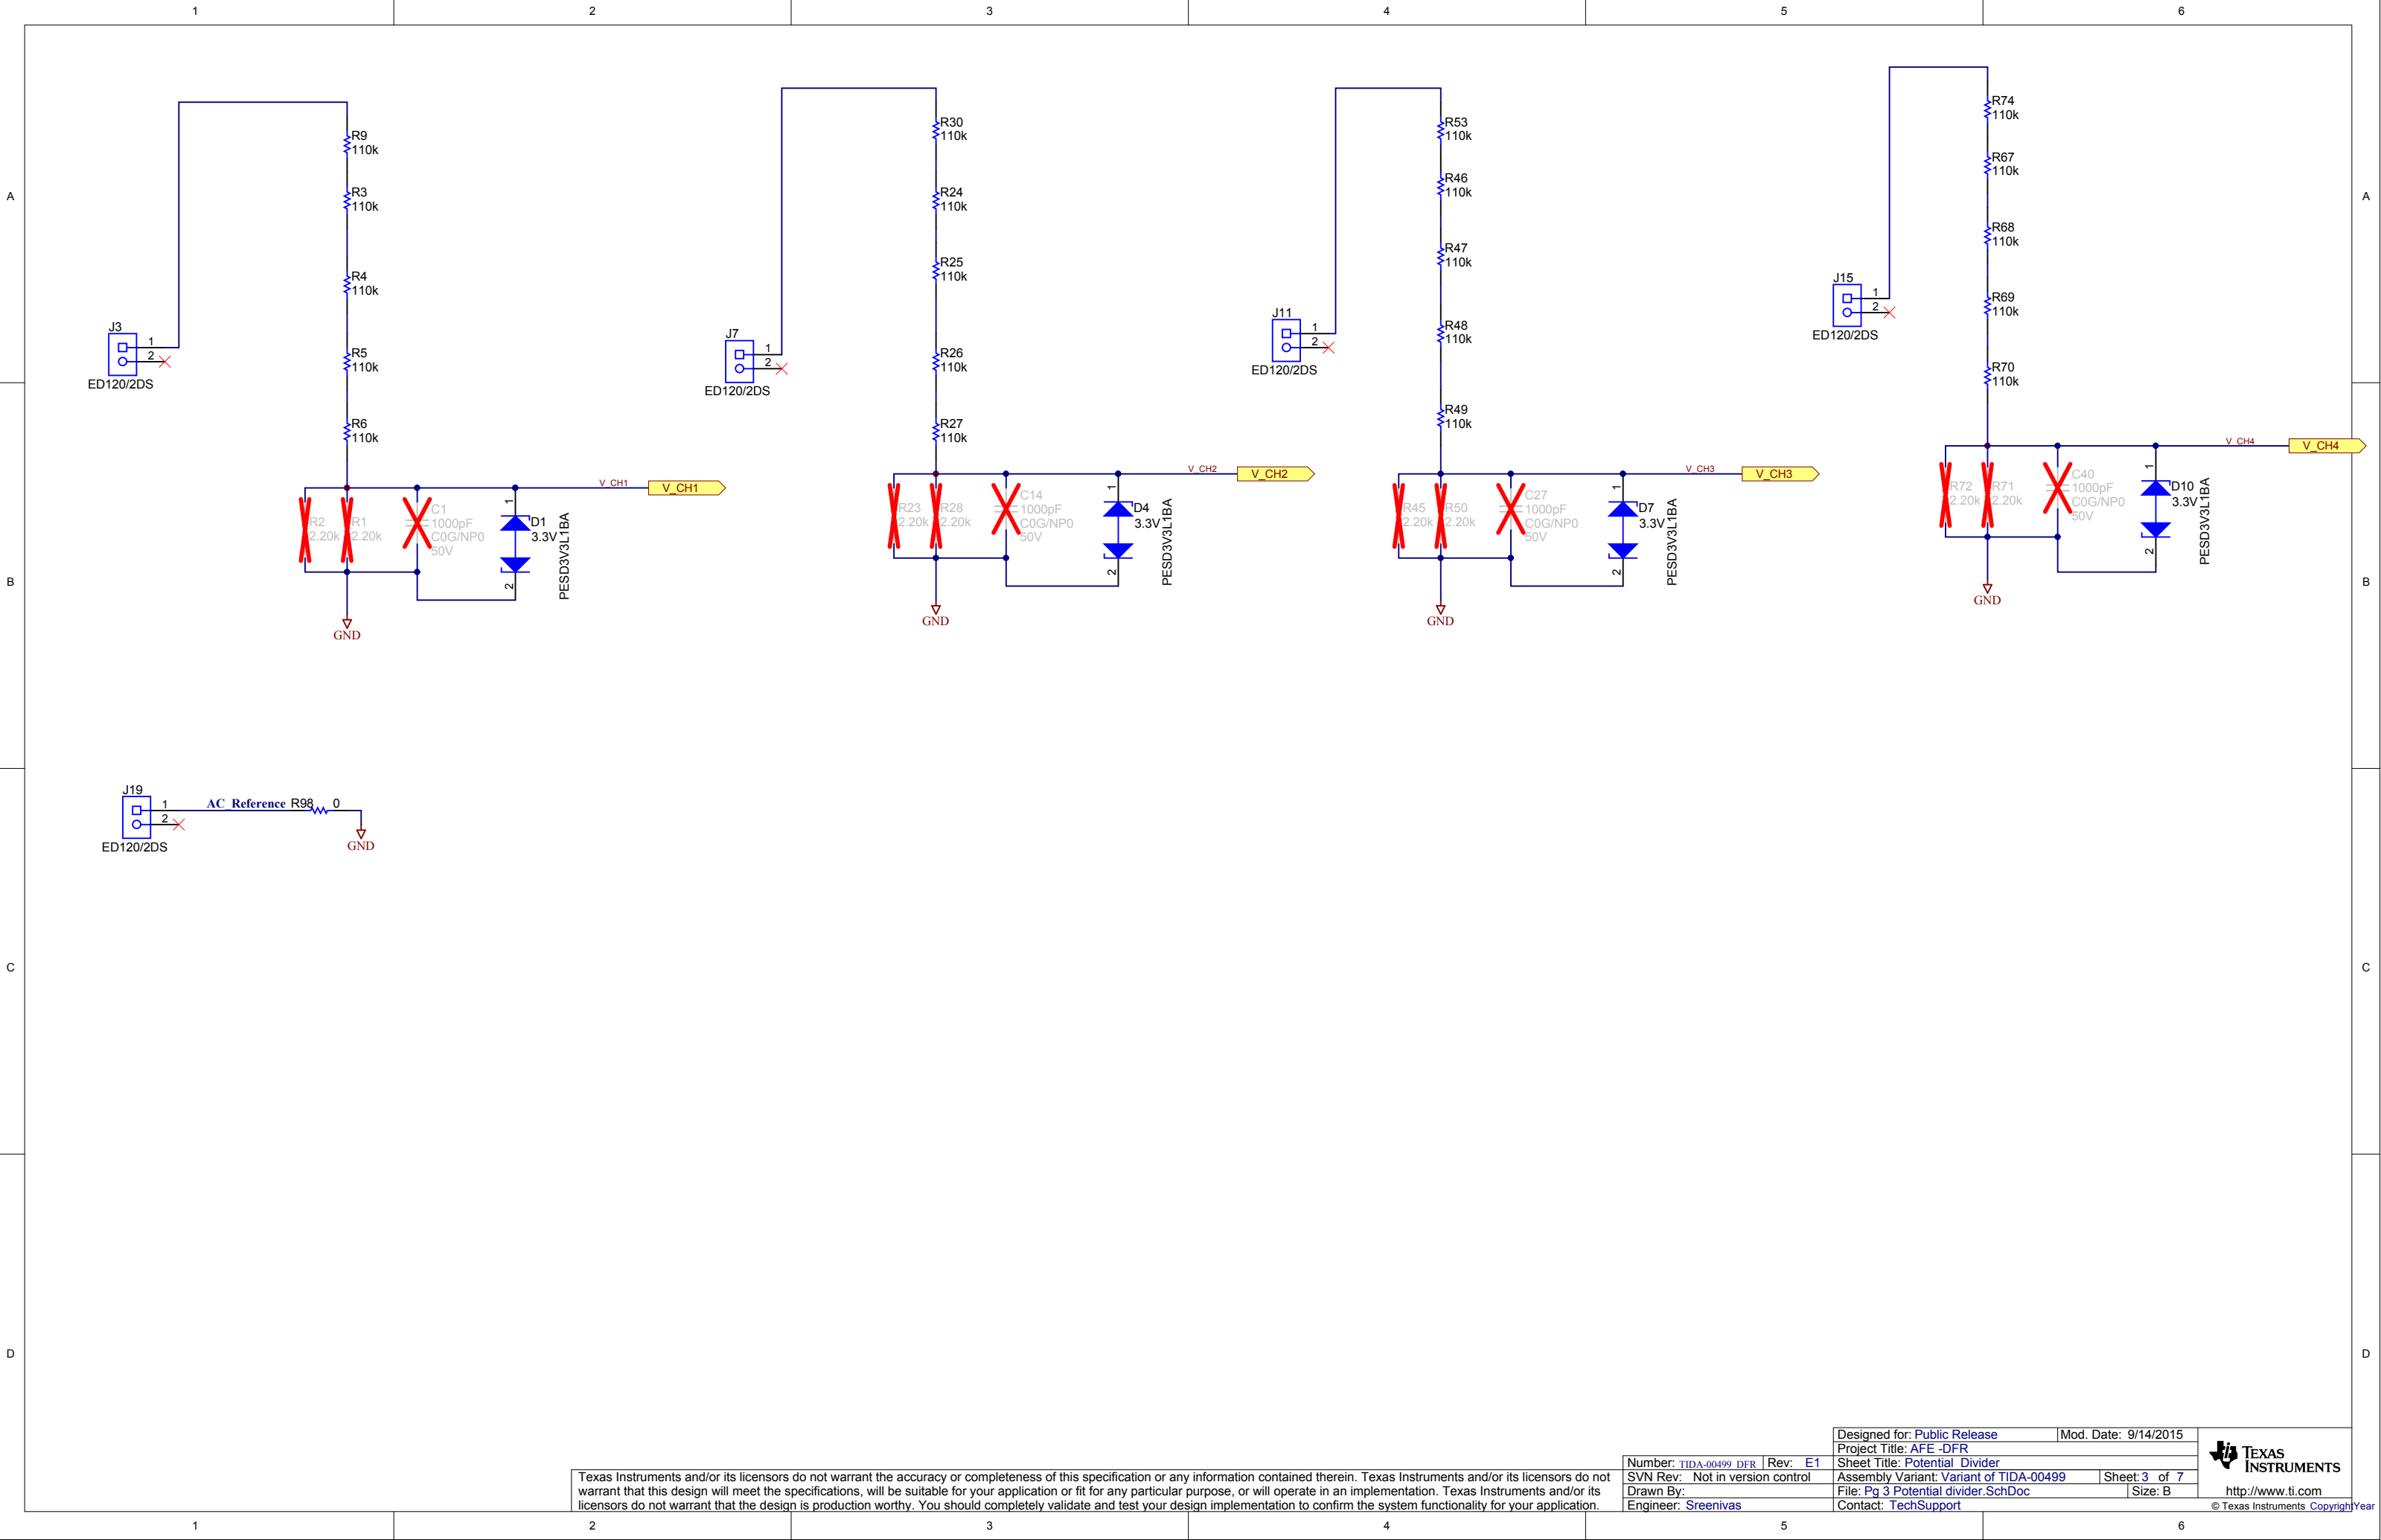 1 2 3 4 5 6
A A
B B
C C
D D
R9
110k
R3
110k
R4
110k
R5
110k
R6
110k
J3
1
2
ED120/2DS
R2
2.20k
R1
2.20k
C1
1000pF
C0G/NP0
50V
1
D1
3.3V
2
PESD3V3L1BA
V_CH1
V_CH1
GND
R30
110k
R24
110k
R25
110k
R26
110k
R27
110k
J7
1
2
ED120/2DS
R23
2.20k
R28
2.20k
C14
1000pF
C0G/NP0
50V
1
D4
3.3V
2
PESD3V3L1BA
V_CH2
V_CH2
GND
R53
110k
R46
110k
R47
110k
R48
110k
R49
110k
J11
1
2
ED120/2DS
R45
2.20k
R50
2.20k
C27
1000pF
C0G/NP0
50V
1
D7
3.3V
2
PESD3V3L1BA
V_CH3
V_CH3
GND
R74
110k
R67
110k
R68
110k
R69
110k
R70
110k
J15
1
2
ED120/2DS
R72
2.20k
R71
2.20k
C40
1000pF
C0G/NP0
50V
1
D10
3.3V
2
PESD3V3L1BA
V_CH4
V_CH4
GND
J19
1
2
ED120/2DS
AC_Reference R98 0
GND
Texas Instruments and/or its licensors do not warrant the accuracy or completeness of this specification or any information contained therein. Texas Instruments and/or its licensors do not
warrant that this design will meet the specifications, will be suitable for your application or fit for any particular purpose, or will operate in an implementation. Texas Instruments and/or its
licensors do not warrant that the design is production worthy. You should completely validate and test your design implementation to confirm the system functionality for your application.
Number: TIDA-00499_DFR Rev: E1
SVN Rev: Not in version control
Drawn By:
Engineer: Sreenivas
Designed for: Public Release Mod. Date: 9/14/2015
Project Title: AFE -DFR
Sheet Title: Potential_Divider
Assembly Variant: Variant of TIDA-00499 Sheet: 3 of 7
File: Pg 3 Potential divider.SchDoc Size: B
Contact: TechSupport
TEXAS
INSTRUMENTS
http://www.ti.com
© Texas Instruments CopyrightYear
1 2 3 4 5 6